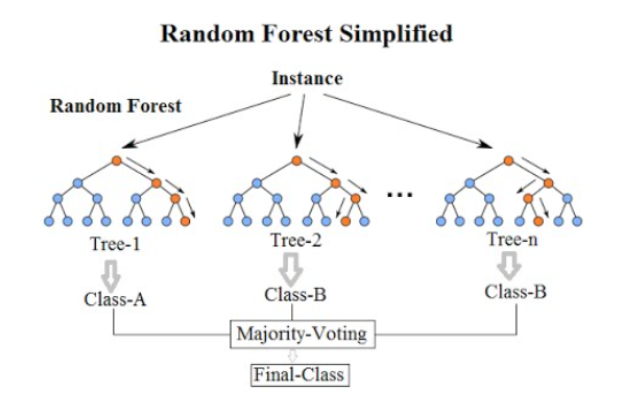 Random Forest Simplified
Instance
Random Forest
...
Tree-1
Tree-2
Tree-n
Class-A
Class-B
Class-B
Majority-Voting
Final-Class